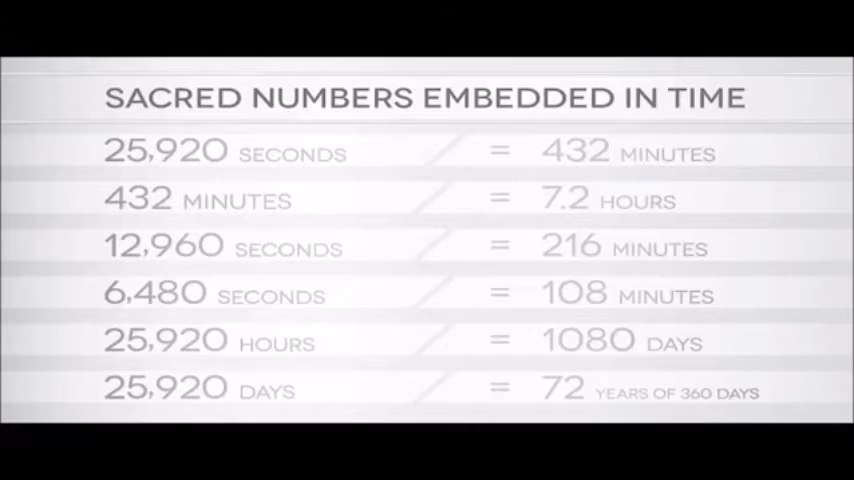 SACRED NUMBERS EMBEDDED IN TIME
25,920 SECONDS = 432 MINUTES
432 MINUTES = 7.2 HOURS
12,960 SECONDS = 216 MINUTES
6,480 SECONDS = 108 MINUTES
25,920 HOURS = 1080 DAYS
25,920 DAYS = 72 YEARS OF 360 DAYS